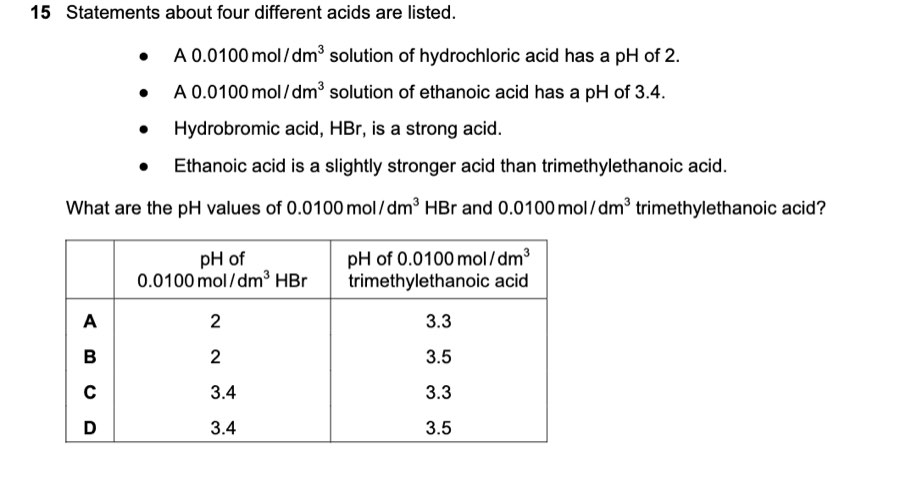 15 Statements about four different acids are listed.
• A 0.0100 mol/dm³ solution of hydrochloric acid has a pH of 2.
• A 0.0100 mol/dm³ solution of ethanoic acid has a pH of 3.4.
• Hydrobromic acid, HBr, is a strong acid.
• Ethanoic acid is a slightly stronger acid than trimethylethanoic acid.
What are the pH values of 0.0100 mol/dm³ HBr and 0.0100 mol/dm³ trimethylethanoic acid?
pH of pH of 0.0100 mol/dm³
0.0100 mol/dm³ HBr trimethylethanoic acid
A 2 3.3
B 2 3.5
C 3.4 3.3
D 3.4 3.5